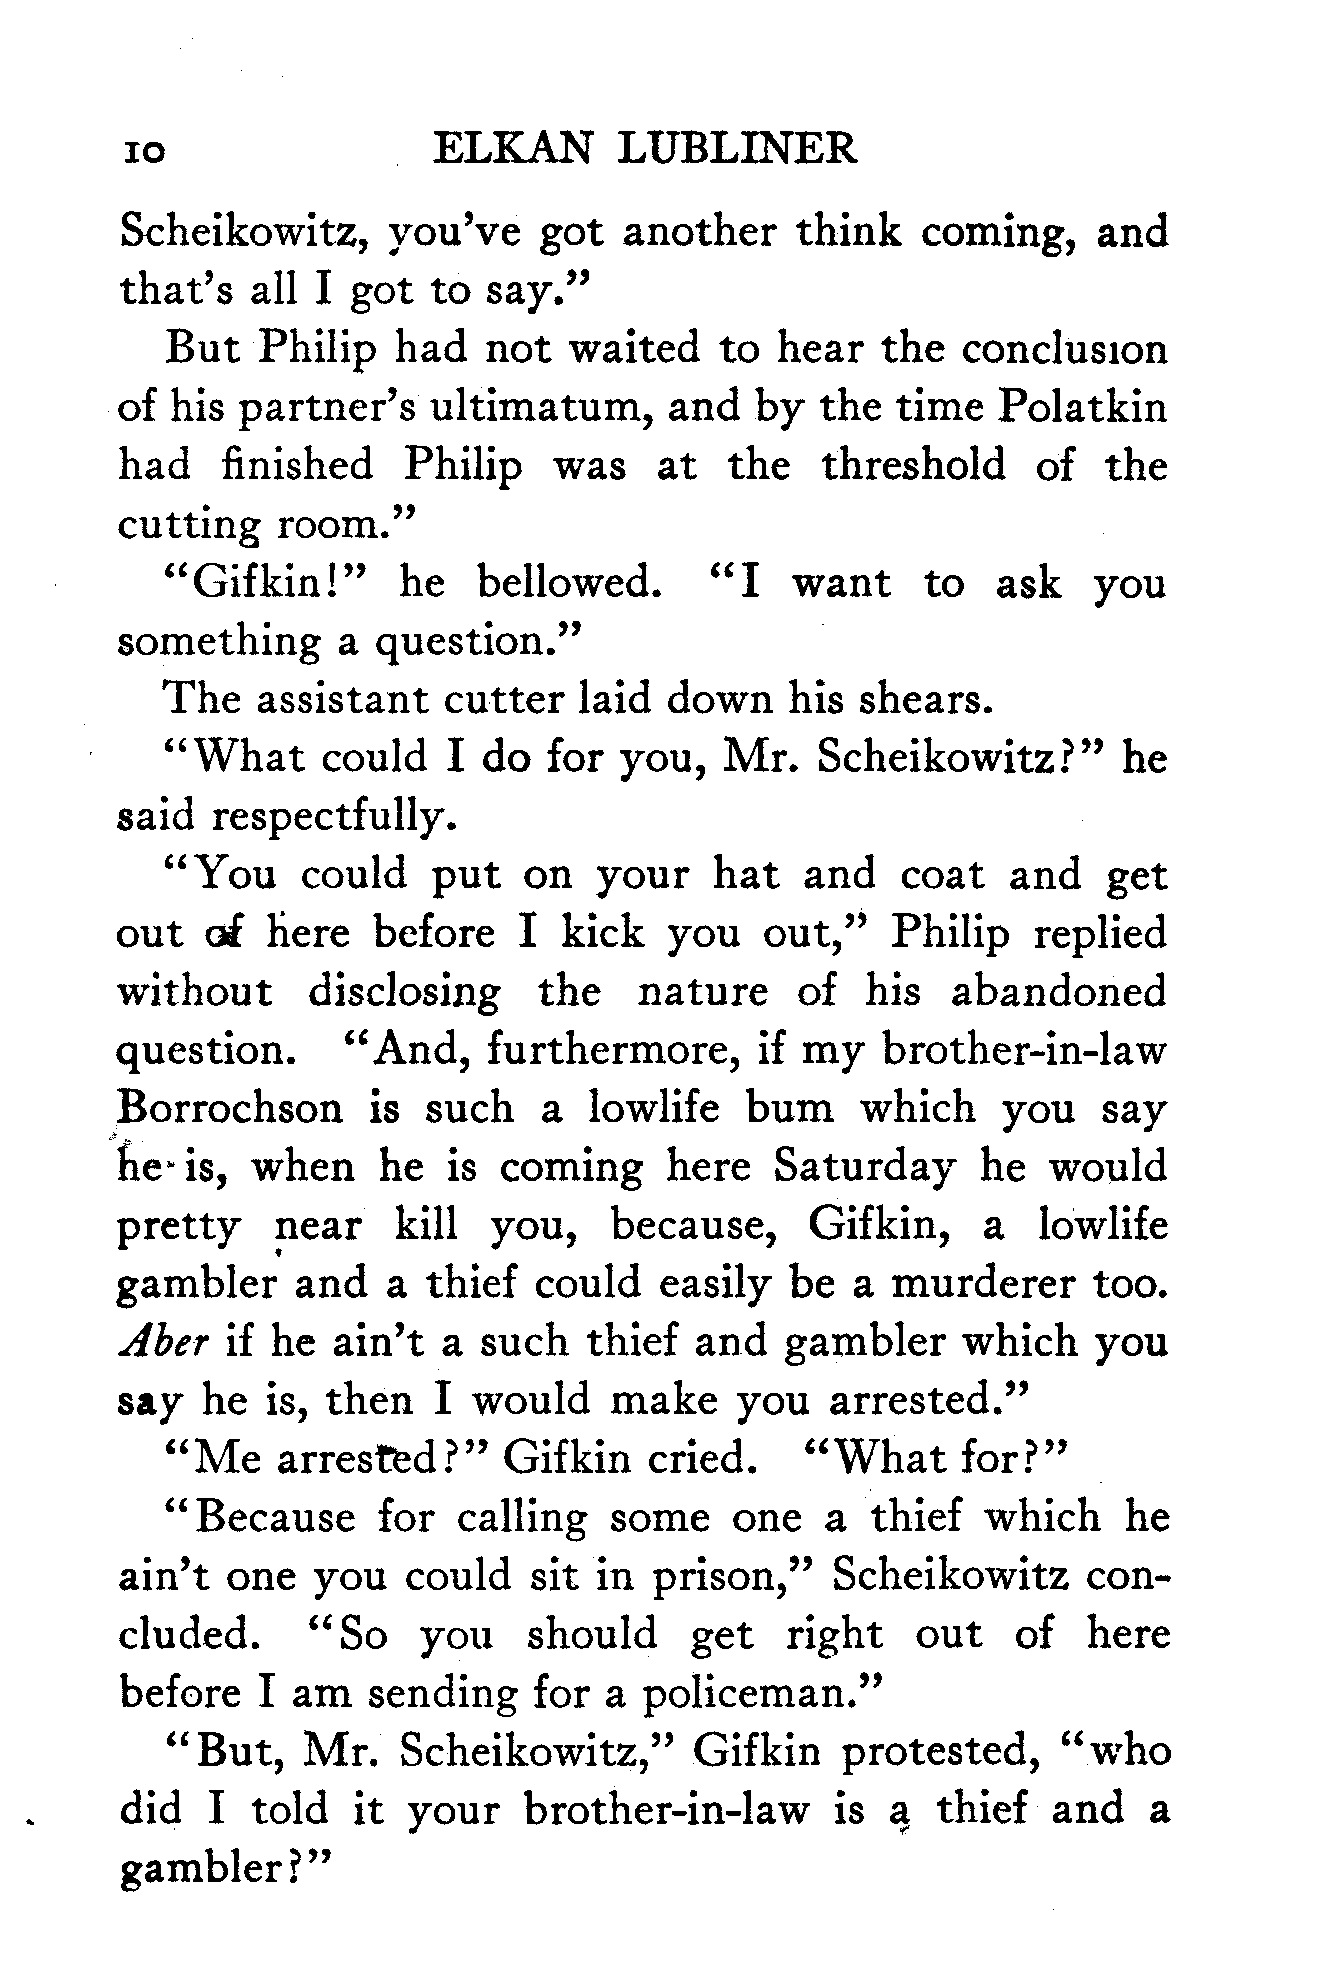 10 ELKAN LUBLINER
Scheikowitz, you've got another think coming, and
that's all I got to say."
But Philip had not waited to hear the conclusion
of his partner's ultimatum, and by the time Polatkin
had finished Philip was at the threshold of the
cutting room."
"Gifkin!" he bellowed. "I want to ask you
something a question."
The assistant cutter laid down his shears.
"What could I do for you, Mr. Scheikowitz?" he
said respectfully.
"You could put on your hat and coat and get
out of here before I kick you out," Philip replied
without disclosing the nature of his abandoned
question. "And, furthermore, if my brother-in-law
Borrochson is such a lowlife bum which you say
he is, when he is coming here Saturday he would
pretty near kill you, because, Gifkin, a lowlife
gambler and a thief could easily be a murderer too.
Aber if he ain't a such thief and gambler which you
say he is, then I would make you arrested."
"Me arrested?" Gifkin cried. "What for?"
"Because for calling some one a thief which he
ain't one you could sit in prison," Scheikowitz con-
cluded. "So you should get right out of here
before I am sending for a policeman."
"But, Mr. Scheikowitz," Gifkin protested, "who
did I told it your brother-in-law is a thief and a
gambler?"